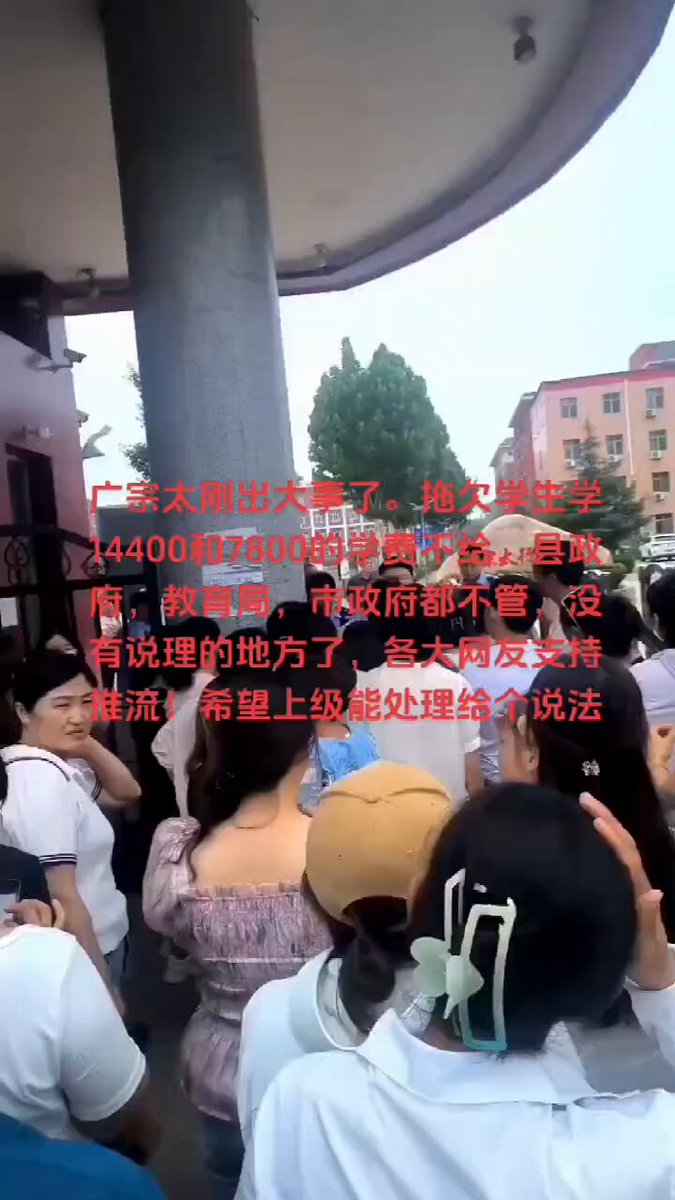 广宗太刚出大事了。拖欠学生学
14400和7800的学费不给，县政
府，教育局，市政府都不管，没
有说理的地方了，各大网友支持
推流！希望上级能处理给个说法